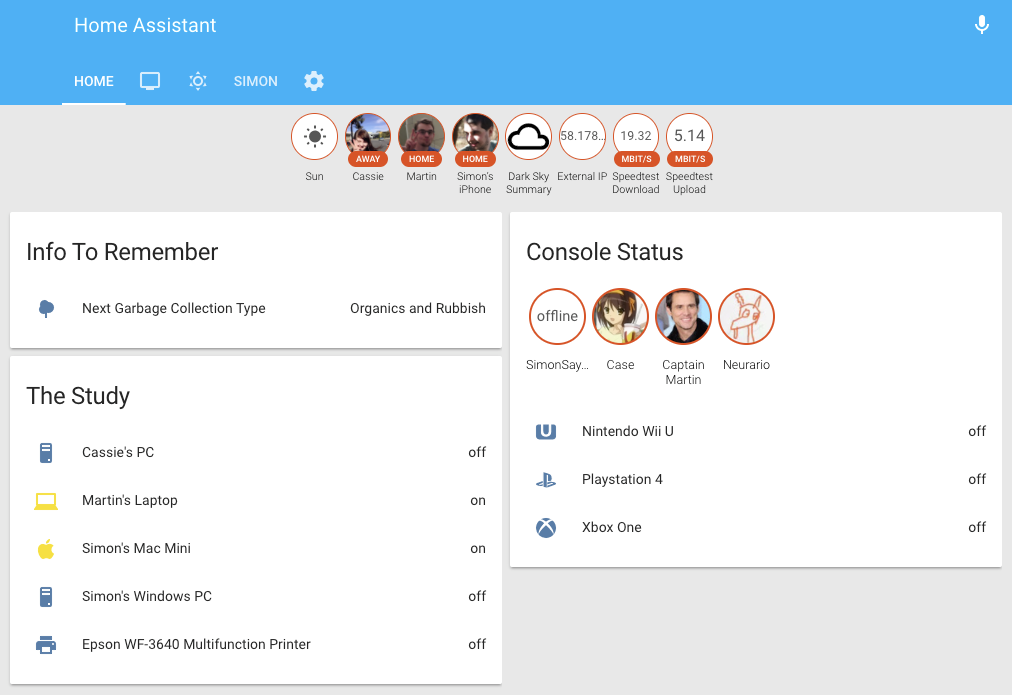 Home Assistant
HOME
SIMON
AWAY
HOME
HOME
58.178...
19.32
MBIT/S
5.14
MBIT/S
Sun
Cassie
Martin
Simon's
iPhone
Dark Sky
Summary
External IP
Speedtest
Download
Speedtest
Upload
Info To Remember
Next Garbage Collection Type
Organics and Rubbish
The Study
Cassie's PC
off
Martin's Laptop
on
Simon's Mac Mini
on
Simon's Windows PC
off
Epson WF-3640 Multifunction Printer
off
Console Status
offline
SimonSay...
Case
Captain
Martin
Neurario
Nintendo Wii U
off
Playstation 4
off
Xbox One
off